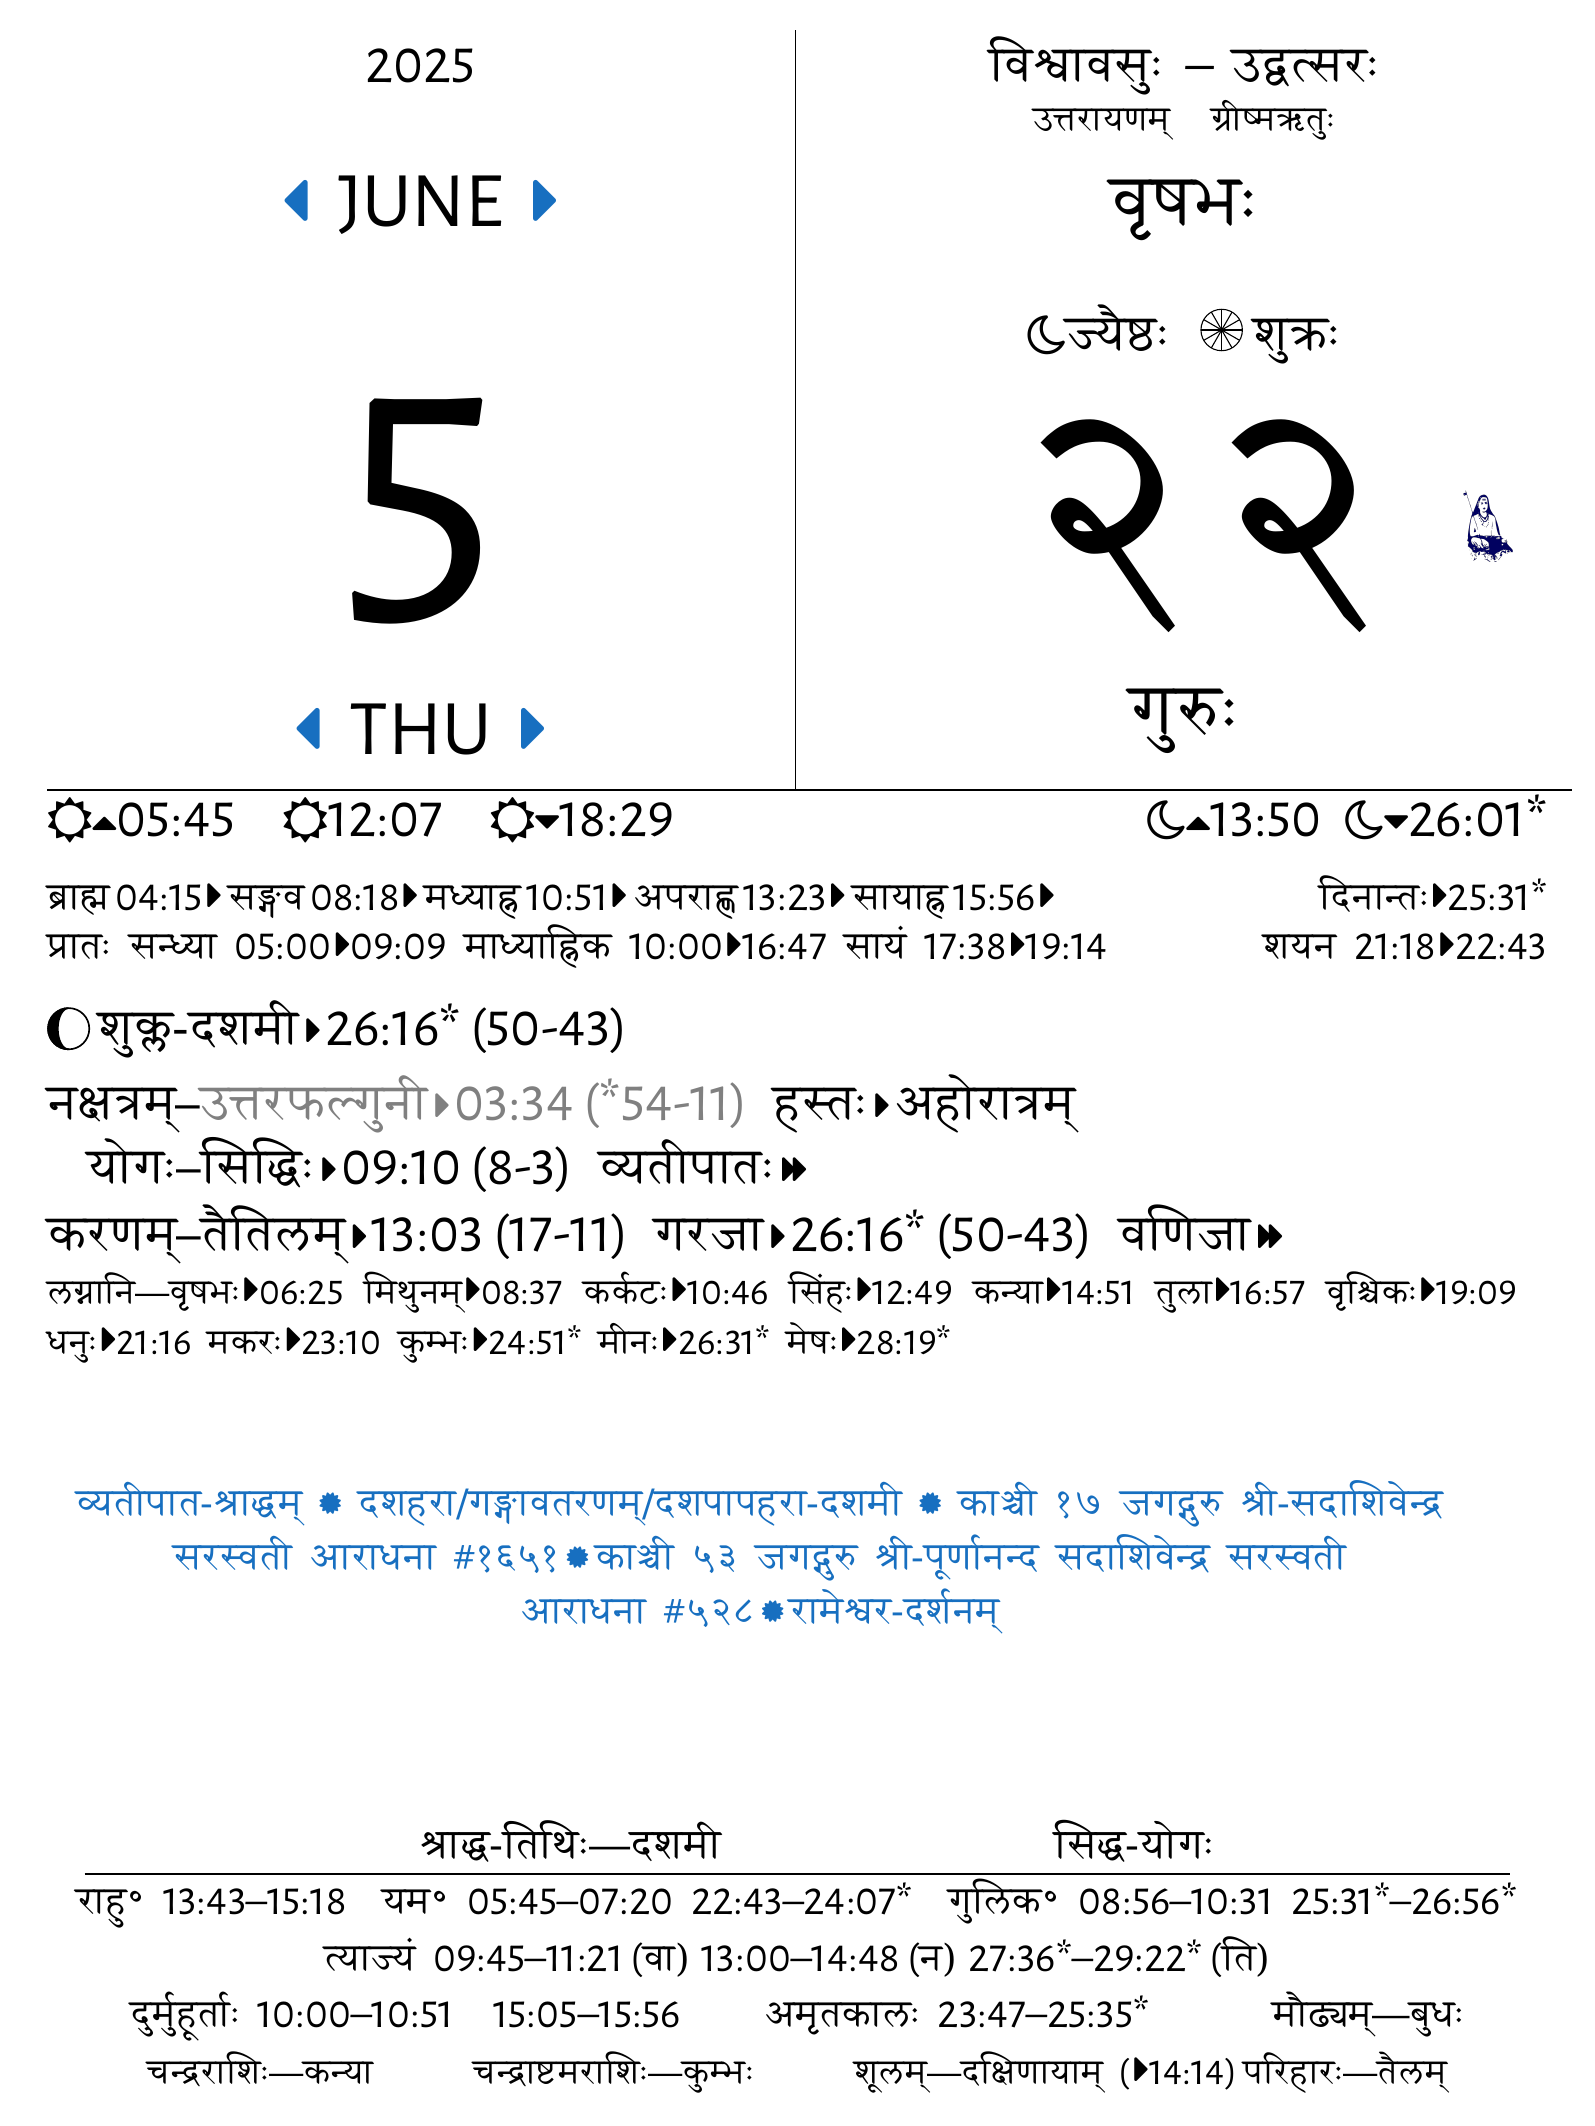 2025
JUNE
5
THU
विश्वावसुः – उद्वत्सरः
उत्तरायणम् ग्रीष्मऋतुः
वृषभः
ज्यैष्ठः शुक्रः
२२
गुरुः
05:45 12:07 18:29 13:50 26:01*
ब्राह्म 04:15 सङ्गव 08:18 मध्याह्न 10:51 अपराह्ण 13:23 सायाह्न 15:56 दिनान्तः 25:31*
प्रातः सन्ध्या 05:00 09:09 माध्याह्निक 10:00 16:47 सायं 17:38 19:14 शयन 21:18 22:43
शुक्ल-दशमी 26:16* (50-43)
नक्षत्रम्–उत्तरफल्गुनी 03:34 (*54-11) हस्तः अहोरात्रम्
योगः–सिद्धिः 09:10 (8-3) व्यतीपातः
करणम्–तैतिलम् 13:03 (17-11) गरजा 26:16* (50-43) वणिजा
लग्नानि—वृषभः 06:25 मिथुनम् 08:37 कर्कटः 10:46 सिंहः 12:49 कन्या 14:51 तुला 16:57 वृश्चिकः 19:09
धनुः 21:16 मकरः 23:10 कुम्भः 24:51* मीनः 26:31* मेषः 28:19*
व्यतीपात-श्राद्धम् ✹ दशहरा/गङ्गावतरणम्/दशपापहरा-दशमी ✹ काञ्ची १७ जगद्गुरु श्री-सदाशिवेन्द्र
सरस्वती आराधना #१६५१ ✹ काञ्ची ५३ जगद्गुरु श्री-पूर्णानन्द सदाशिवेन्द्र सरस्वती
आराधना #५२८ ✹ रामेश्वर-दर्शनम्
श्राद्ध-तिथिः—दशमी सिद्ध-योगः
राहु° 13:43–15:18 यम° 05:45–07:20 22:43–24:07* गुलिक° 08:56–10:31 25:31*–26:56*
त्याज्यं 09:45–11:21 (वा) 13:00–14:48 (न) 27:36*–29:22* (ति)
दुर्मुहूर्ताः 10:00–10:51 15:05–15:56 अमृतकालः 23:47–25:35* मौढ्यम्—बुधः
चन्द्रराशिः—कन्या चन्द्राष्टमराशिः—कुम्भः शूलम्—दक्षिणायाम् (14:14) परिहारः—तैलम्